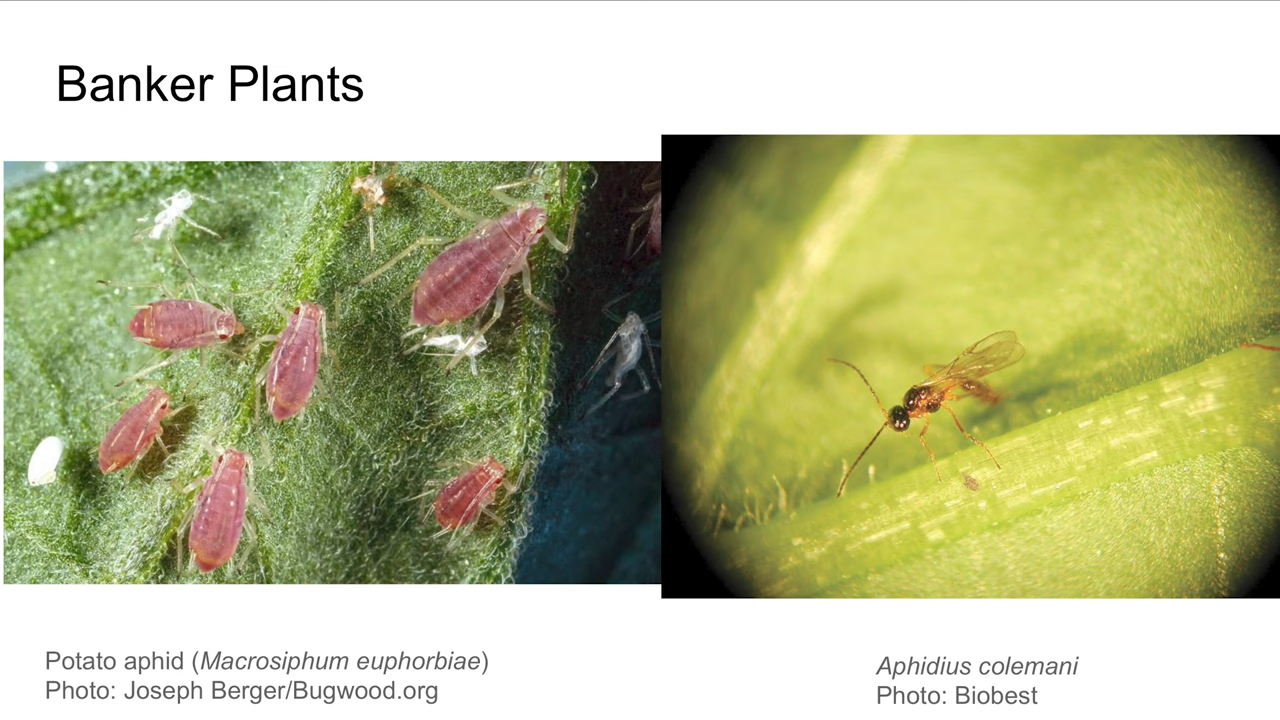 Banker Plants
Potato aphid (Macrosiphum euphorbiae)
Photo: Joseph Berger/Bugwood.org
Aphidius colemani
Photo: Biobest